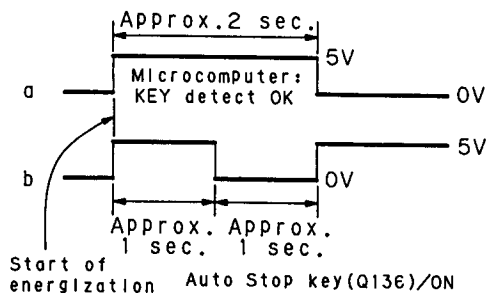 Approx.2 sec.
5V
Microcomputer:
a KEY detect OK 0V
5V
b 0V
Approx. Approx.
1 sec. 1 sec.
Start of
energization Auto Stop key(Q136)/ON